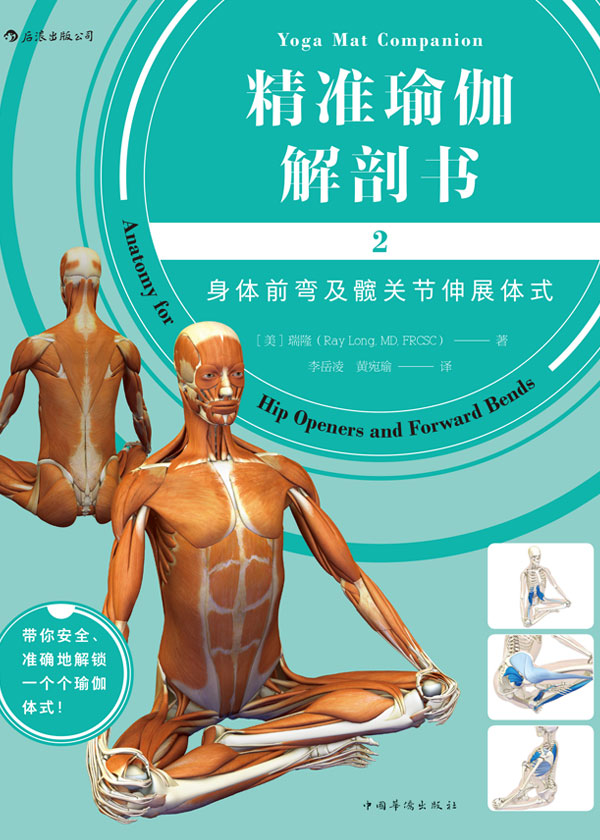 后浪出版公司
Yoga Mat Companion
精准瑜伽
解剖书
2
身体前弯及髋关节伸展体式
［美］瑞隆（Ray Long, MD, FRCSC）——著
李岳凌 黄宛瑜——译
Anatomy for
Hip Openers and Forward Bends
带你安全、
准确地解锁
一个个瑜伽
体式！
中国华侨出版社